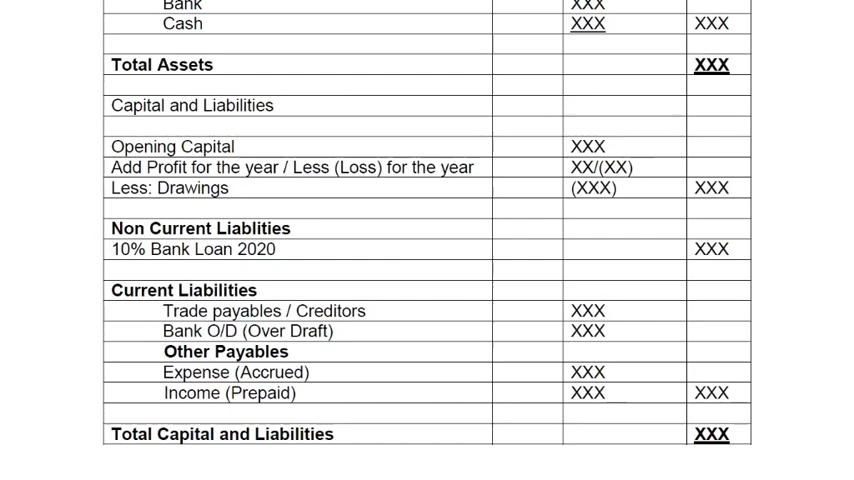 Bank XXX
Cash XXX XXX
Total Assets XXX
Capital and Liabilities
Opening Capital XXX
Add Profit for the year / Less (Loss) for the year XX/(XX)
Less: Drawings (XXX) XXX
Non Current Liablities
10% Bank Loan 2020 XXX
Current Liabilities
Trade payables / Creditors XXX
Bank O/D (Over Draft) XXX
Other Payables
Expense (Accrued) XXX
Income (Prepaid) XXX XXX
Total Capital and Liabilities XXX